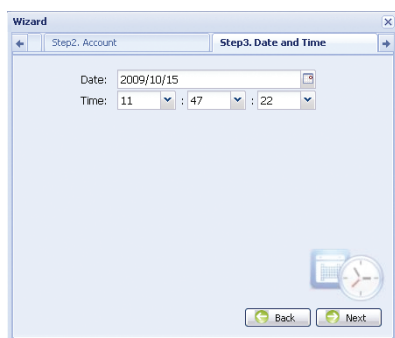 Wizard
Step2. Account Step3. Date and Time
Date: 2009/10/15
Time: 11 : 47 : 22
Back Next